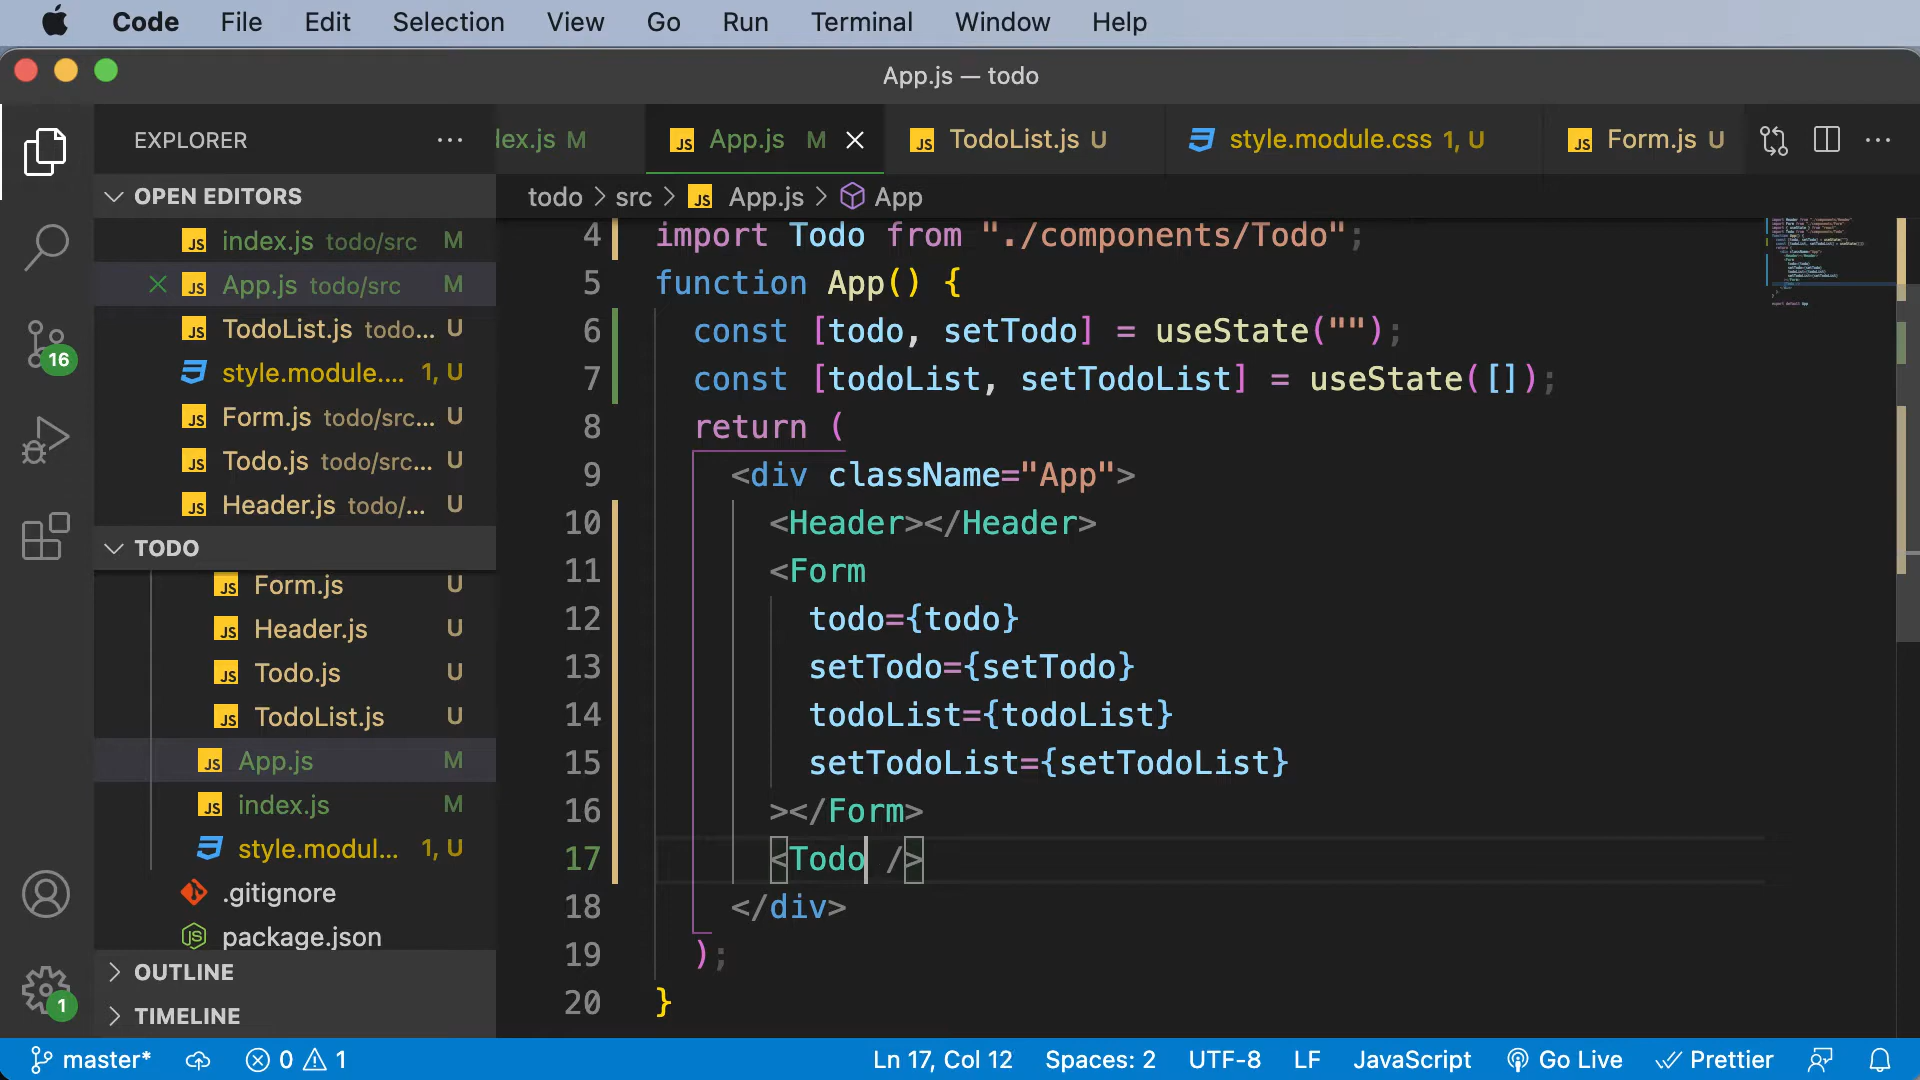 Code File Edit Selection View Go Run Terminal Window Help
App.js — todo
EXPLORER
dex.js M
App.js M
TodoList.js U
style.module.css 1, U
Form.js U
OPEN EDITORS
todo > src > App.js > App
index.js todo/src M
App.js todo/src M
TodoList.js todo... U
style.module.... 1, U
Form.js todo/src... U
Todo.js todo/src... U
Header.js todo/... U
TODO
Form.js U
Header.js U
Todo.js U
TodoList.js U
App.js M
index.js M
style.modul... 1, U
.gitignore
package.json
OUTLINE
TIMELINE
16
1
4 import Todo from "./components/Todo";
5 function App() {
6 const [todo, setTodo] = useState("");
7 const [todoList, setTodoList] = useState([]);
8 return (
9 <div className="App">
10 <Header></Header>
11 <Form
12 todo={todo}
13 setTodo={setTodo}
14 todoList={todoList}
15 setTodoList={setTodoList}
16 ></Form>
17 <Todo />
18 </div>
19 );
20 }
master* 0 1 Ln 17, Col 12 Spaces: 2 UTF-8 LF JavaScript Go Live Prettier